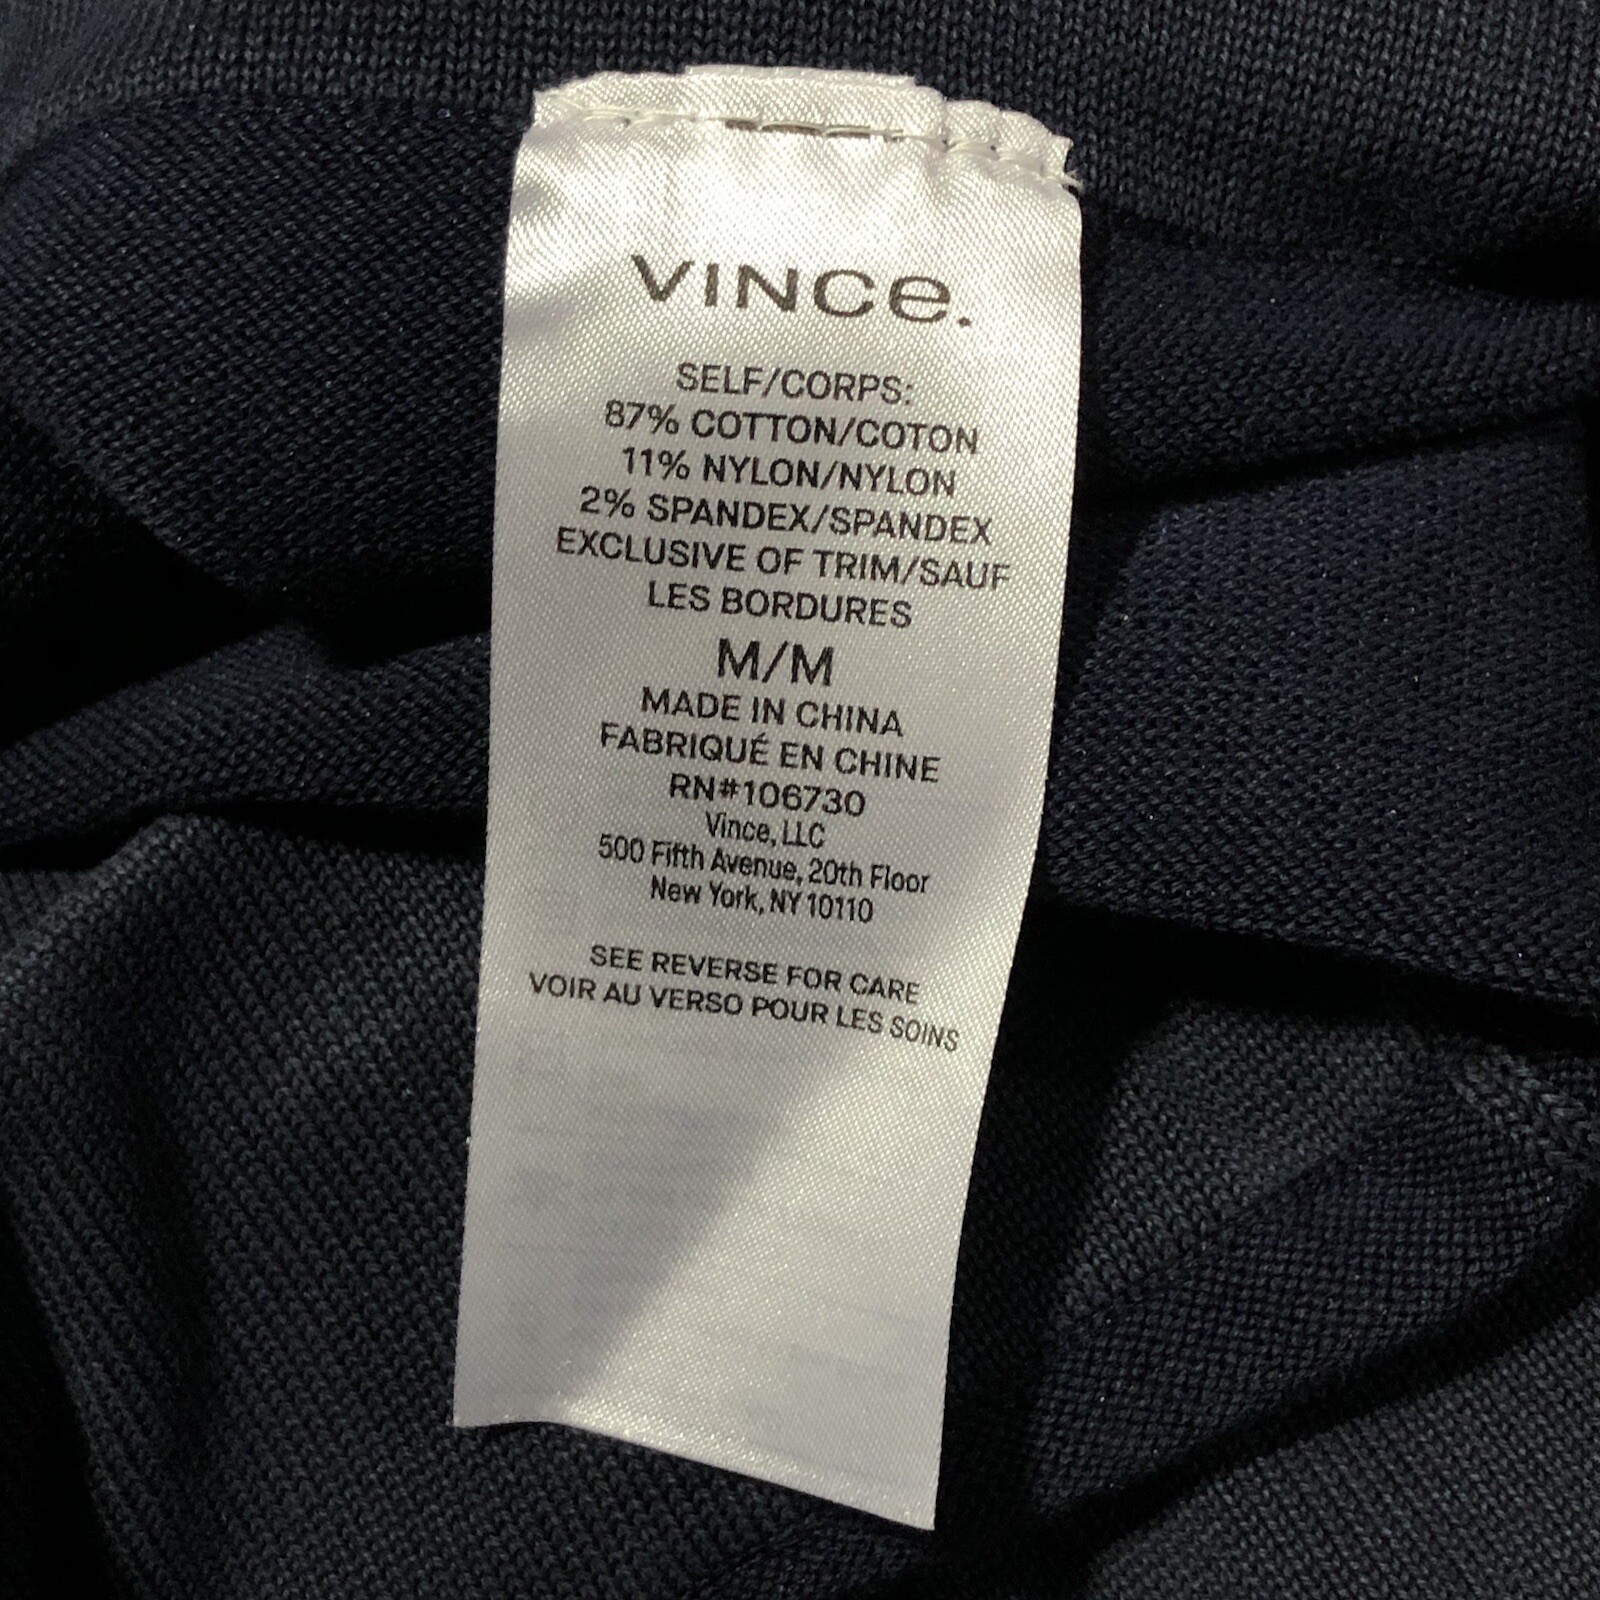 VINCe.
SELF/CORPS:
87% COTTON/COTON
11% NYLON/NYLON
2% SPANDEX/SPANDEX
EXCLUSIVE OF TRIM/SAUF
LES BORDURES
M/M
MADE IN CHINA
FABRIQUÉ EN CHINE
RN#106730
Vince, LLC
500 Fifth Avenue, 20th Floor
New York, NY 10110
SEE REVERSE FOR CARE
VOIR AU VERSO POUR LES SOINS